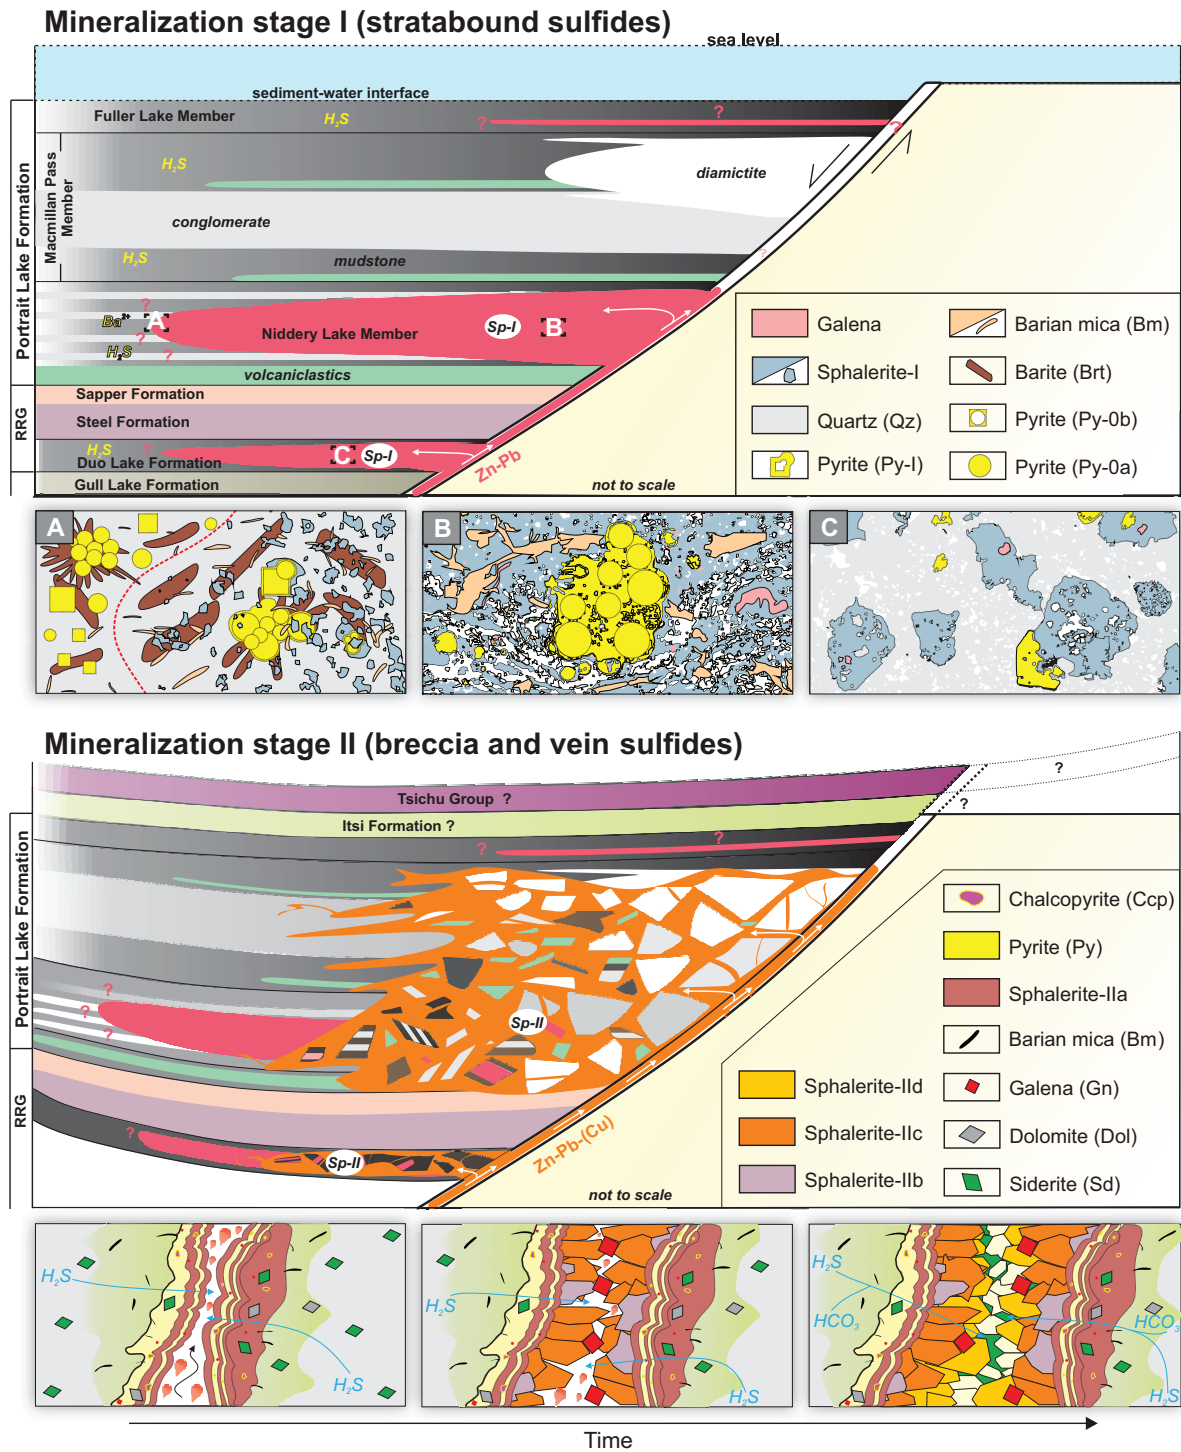 Mineralization stage I (stratabound sulfides)
sea level
sediment-water interface
Portrait Lake Formation
Macmillan Pass
Member
RRG
Fuller Lake Member
H2S
?
?
?
H2S
diamictite
conglomerate
H2S
mudstone
?
?
Ba2+
A
?
H2S
?
Niddery Lake Member
Sp-I
B
volcaniclastics
Sapper Formation
Steel Formation
H2S
?
Duo Lake Formation
C
Sp-I
Zn-Pb
Gull Lake Formation
not to scale
Galena
Sphalerite-I
Quartz (Qz)
Pyrite (Py-I)
Barian mica (Bm)
Barite (Brt)
Pyrite (Py-0b)
Pyrite (Py-0a)
A
B
C
Mineralization stage II (breccia and vein sulfides)
Tsichu Group ?
?
?
Itsi Formation ?
?
?
Portrait Lake Formation
RRG
?
?
?
Sp-II
?
Sp-II
Zn-Pb-(Cu)
not to scale
Chalcopyrite (Ccp)
Pyrite (Py)
Sphalerite-IIa
Barian mica (Bm)
Galena (Gn)
Dolomite (Dol)
Siderite (Sd)
Sphalerite-IId
Sphalerite-IIc
Sphalerite-IIb
H2S
H2S
H2S
H2S
H2S
HCO3
HCO3
H2S
Time